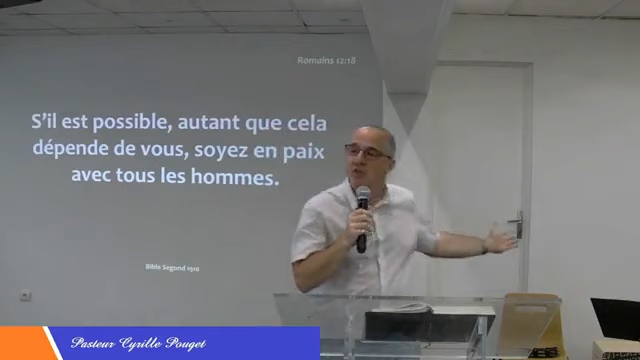 Romains 12:18
S'il est possible, autant que cela
dépende de vous, soyez en paix
avec tous les hommes.
Bible Segond 1910
Pasteur Cyrille Pouget